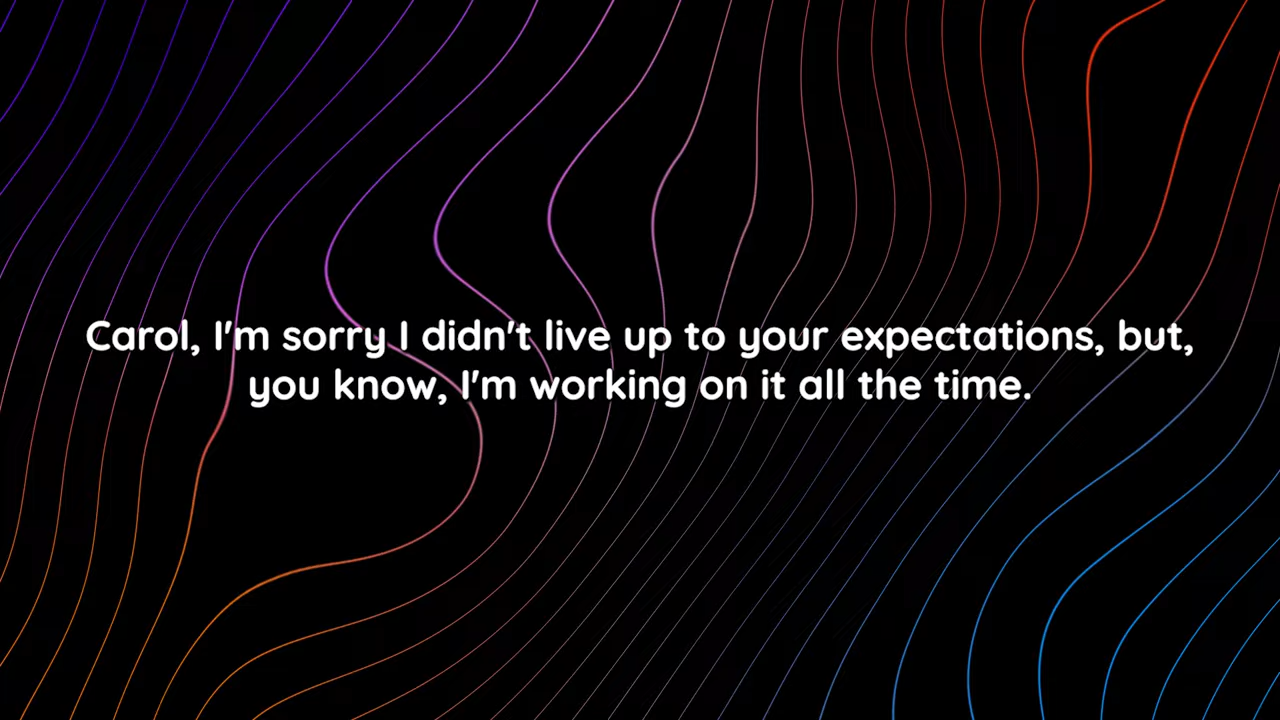 Carol, I'm sorry I didn't live up to your expectations, but,
you know, I'm working on it all the time.